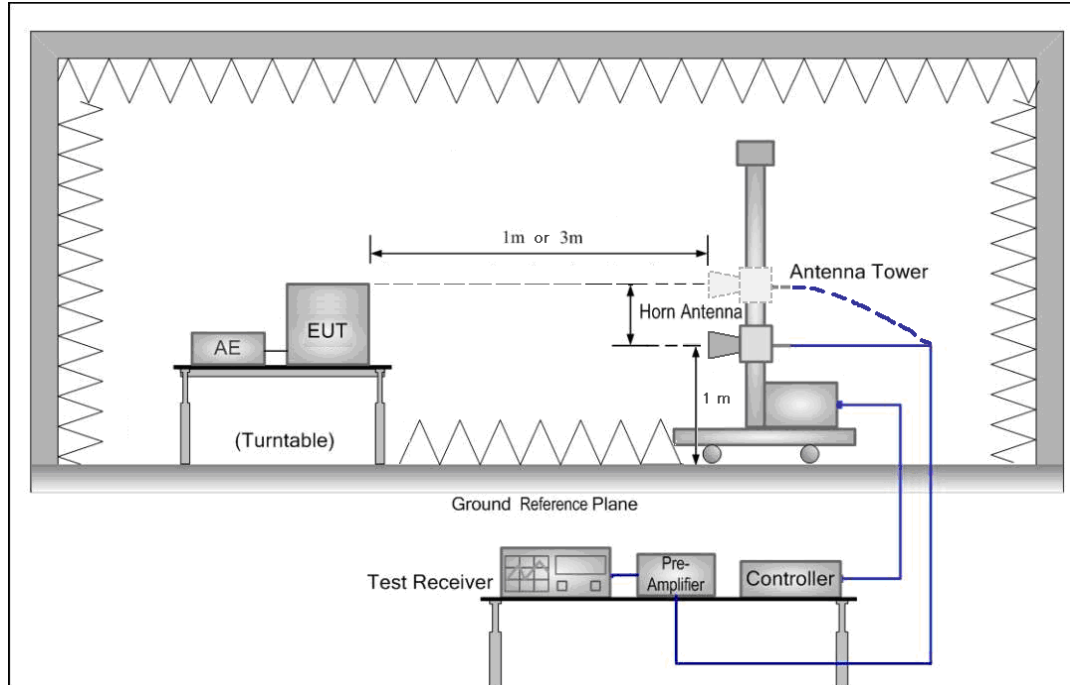 1m or 3m
Antenna Tower
Horn Antenna
EUT
AE
1 m
(Turntable)
Ground Reference Plane
Test Receiver
Pre-
Amplifier
Controller